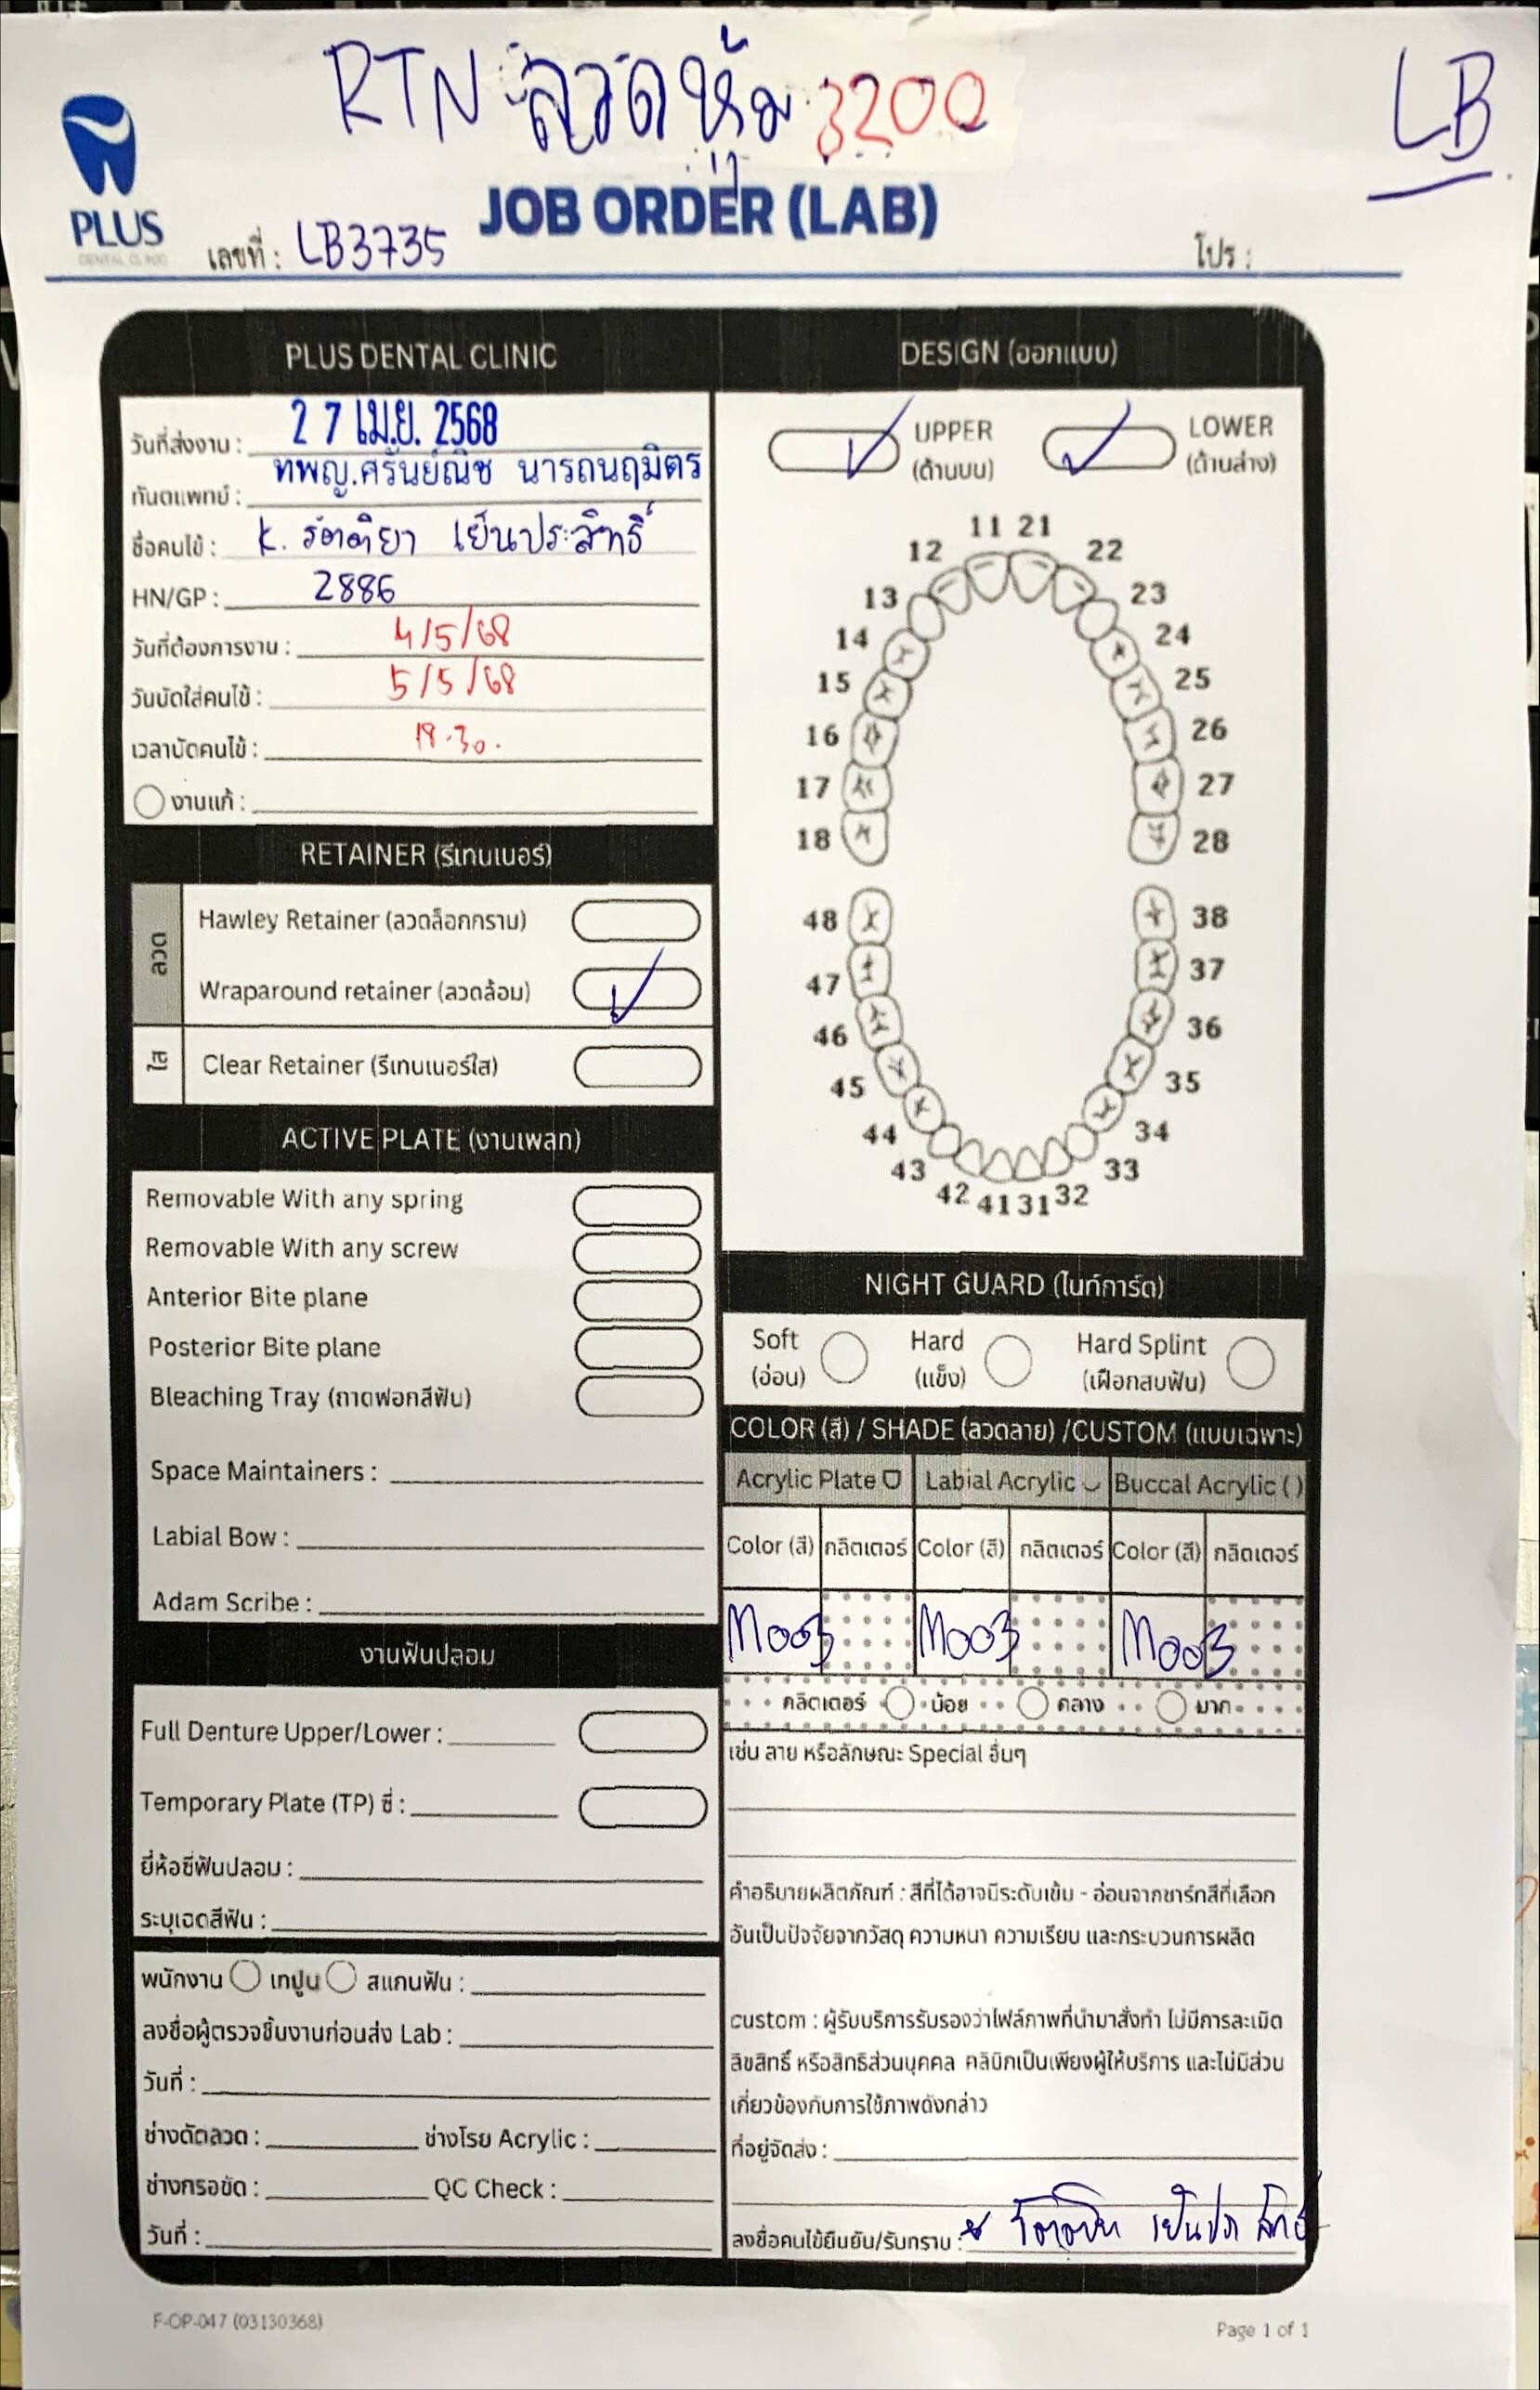 RTN ลวดหุ้ม 3200
LB
PLUS
DENTAL CLINIC
JOB ORDER (LAB)
เลขที่ : LB3735
โปร :
PLUS DENTAL CLINIC
วันที่ส่งงาน : 27 เม.ย. 2568
ทันตแพทย์ : ทพญ.ศรันย์ณิช นารถนฤมิตร
ชื่อคนไข้ : K. รัตติยา เย็นประสิทธิ์
HN/GP : 2886
วันที่ต้องการงาน : 4/5/68
วันนัดใส่คนไข้ : 5/5/68
เวลานัดคนไข้ : 18.30.
งานแก้ :
RETAINER (รีเทนเนอร์)
ลวด
Hawley Retainer (ลวดล็อกกราม)
Wraparound retainer (ลวดล้อม)
ใส
Clear Retainer (รีเทนเนอร์ใส)
ACTIVE PLATE (งานเพลท)
Removable With any spring
Removable With any screw
Anterior Bite plane
Posterior Bite plane
Bleaching Tray (ถาดฟอกสีฟัน)
Space Maintainers :
Labial Bow :
Adam Scribe :
งานฟันปลอม
Full Denture Upper/Lower :
Temporary Plate (TP) ซี่ :
ยี่ห้อซี่ฟันปลอม :
ระบุเฉดสีฟัน :
พนักงาน เทปูน สแกนฟัน :
ลงชื่อผู้ตรวจชิ้นงานก่อนส่ง Lab :
วันที่ :
ช่างดัดลวด : ช่างโรย Acrylic :
ช่างกรอขัด : QC Check :
วันที่ :
DESIGN (ออกแบบ)
UPPER LOWER
(ด้านบน) (ด้านล่าง)
11 21
12 22
13 23
14 24
15 25
16 26
17 27
18 28
48 38
47 37
46 36
45 35
44 34
43 33
42 41 31 32
NIGHT GUARD (ไนท์การ์ด)
Soft Hard Hard Splint
(อ่อน) (แข็ง) (เฝือกสบฟัน)
COLOR (สี) / SHADE (ลวดลาย) /CUSTOM (แบบเฉพาะ)
Acrylic Plate Labial Acrylic Buccal Acrylic ( )
Color (สี) กลิตเตอร์ Color (สี) กลิตเตอร์ Color (สี) กลิตเตอร์
M003 M003 M003
กลิตเตอร์ น้อย กลาง มาก
เช่น ลาย หรือลักษณะ Special อื่นๆ
คำอธิบายผลิตภัณฑ์ : สีที่ได้อาจมีระดับเข้ม - อ่อนจากชาร์ทสีที่เลือก
อันเป็นปัจจัยจากวัสดุ ความหนา ความเรียบ และกระบวนการผลิต
custom : ผู้รับบริการรับรองว่าไฟล์ภาพที่นำมาสั่งทำ ไม่มีการละเมิด
ลิขสิทธิ์ หรือสิทธิส่วนบุคคล คลินิกเป็นเพียงผู้ให้บริการ และไม่มีส่วน
เกี่ยวข้องกับการใช้ภาพดังกล่าว
ที่อยู่จัดส่ง :
ลงชื่อคนไข้ยืนยัน/รับทราบ :
F-OP-047 (03130368)
Page 1 of 1